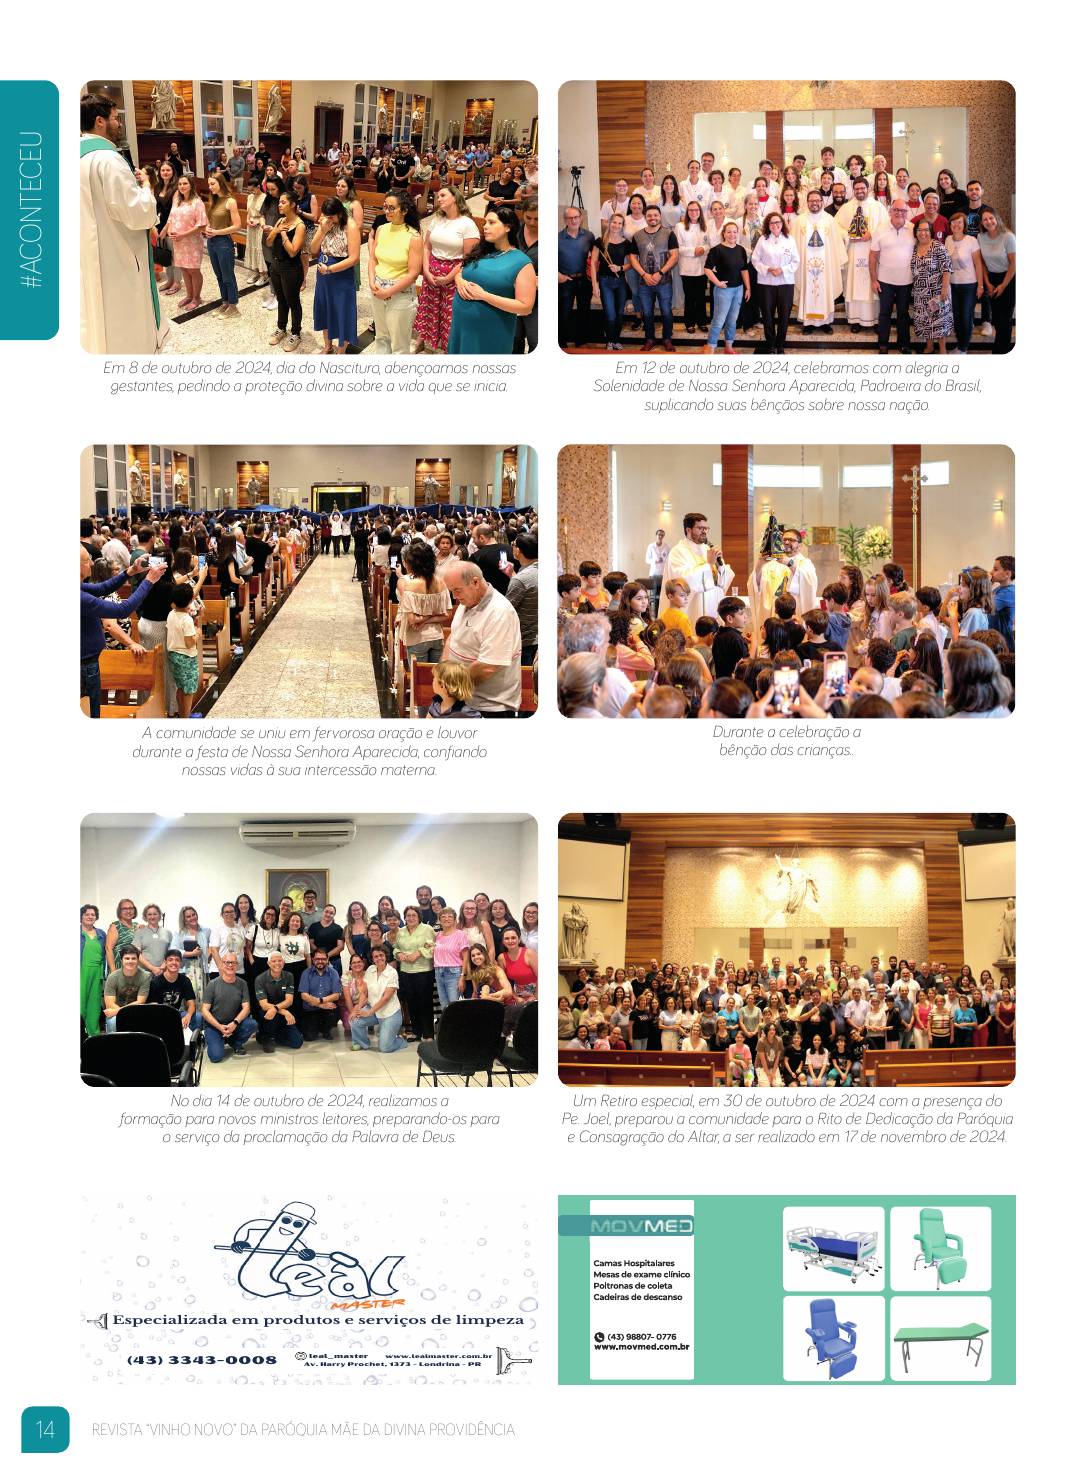 #ACONTECEU
Em 8 de outubro de 2024, dia do Nascituro, abençoamos nossas
gestantes, pedindo a proteção divina sobre a vida que se inicia.
Em 12 de outubro de 2024, celebramos com alegria a
Solenidade de Nossa Senhora Aparecida, Padroeira do Brasil,
suplicando suas bênçãos sobre nossa nação.
A comunidade se uniu em fervorosa oração e louvor
durante a festa de Nossa Senhora Aparecida, confiando
nossas vidas à sua intercessão materna.
Durante a celebração a
bênção das crianças..
No dia 14 de outubro de 2024, realizamos a
formação para novos ministros leitores, preparando-os para
o serviço da proclamação da Palavra de Deus.
Um Retiro especial, em 30 de outubro de 2024 com a presença do
Pe. Joel, preparou a comunidade para o Rito de Dedicação da Paróquia
e Consagração do Altar, a ser realizado em 17 de novembro de 2024.
leàl
MASTER
Especializada em produtos e serviços de limpeza
(43) 3343-0008
leal_master www.lealmaster.com.br
Av. Harry Prochet, 1373 - Londrina - PR
MOVMED
Camas Hospitalares
Mesas de exame clínico
Poltronas de coleta
Cadeiras de descanso
(43) 98807- 0776
www.movmed.com.br
14
REVISTA "VINHO NOVO" DA PARÓQUIA MÃE DA DIVINA PROVIDÊNCIA